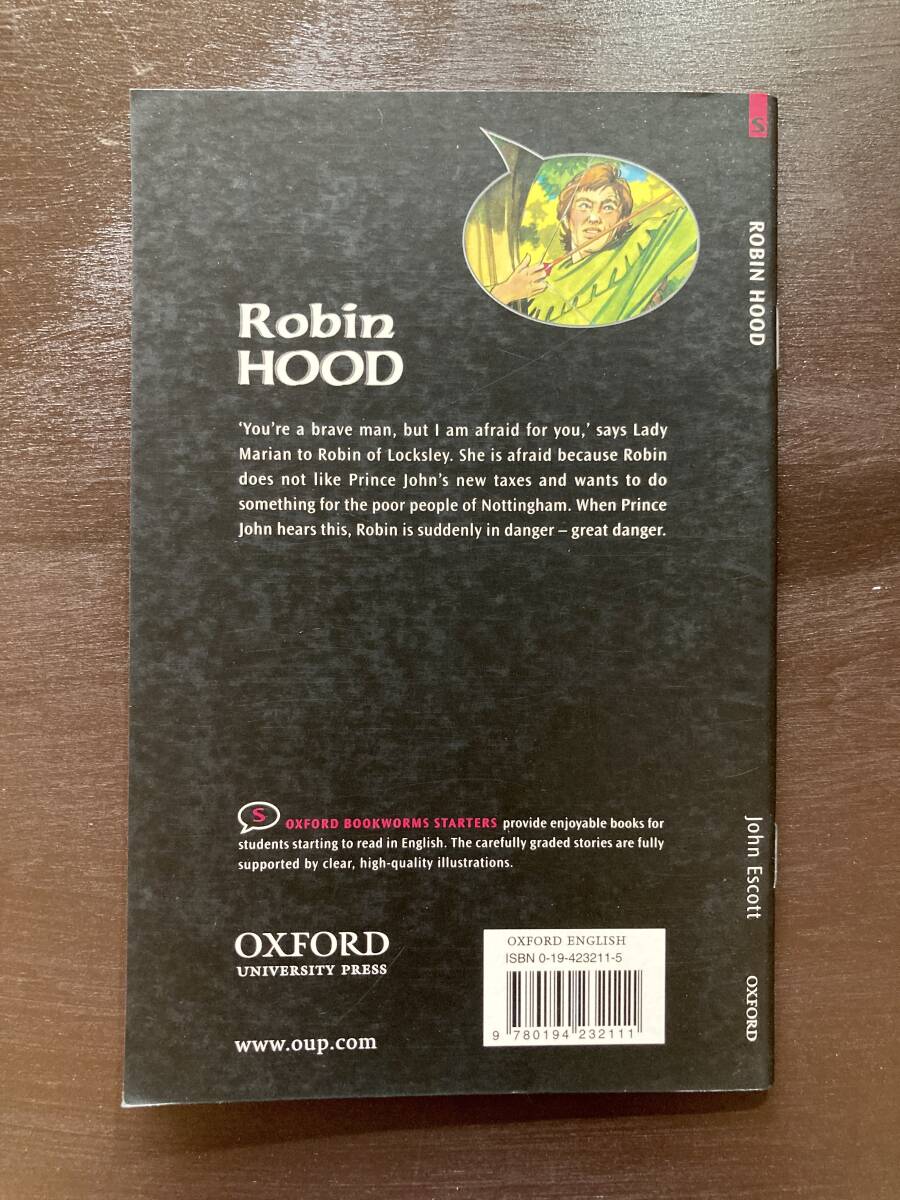 S
ROBIN HOOD
John Escott
OXFORD
Robin
HOOD
‘You’re a brave man, but I am afraid for you,’ says Lady
Marian to Robin of Locksley. She is afraid because Robin
does not like Prince John’s new taxes and wants to do
something for the poor people of Nottingham. When Prince
John hears this, Robin is suddenly in danger – great danger.
S OXFORD BOOKWORMS STARTERS provide enjoyable books for
students starting to read in English. The carefully graded stories are fully
supported by clear, high-quality illustrations.
OXFORD
UNIVERSITY PRESS
www.oup.com
OXFORD ENGLISH
ISBN 0-19-423211-5
9 780194 232111